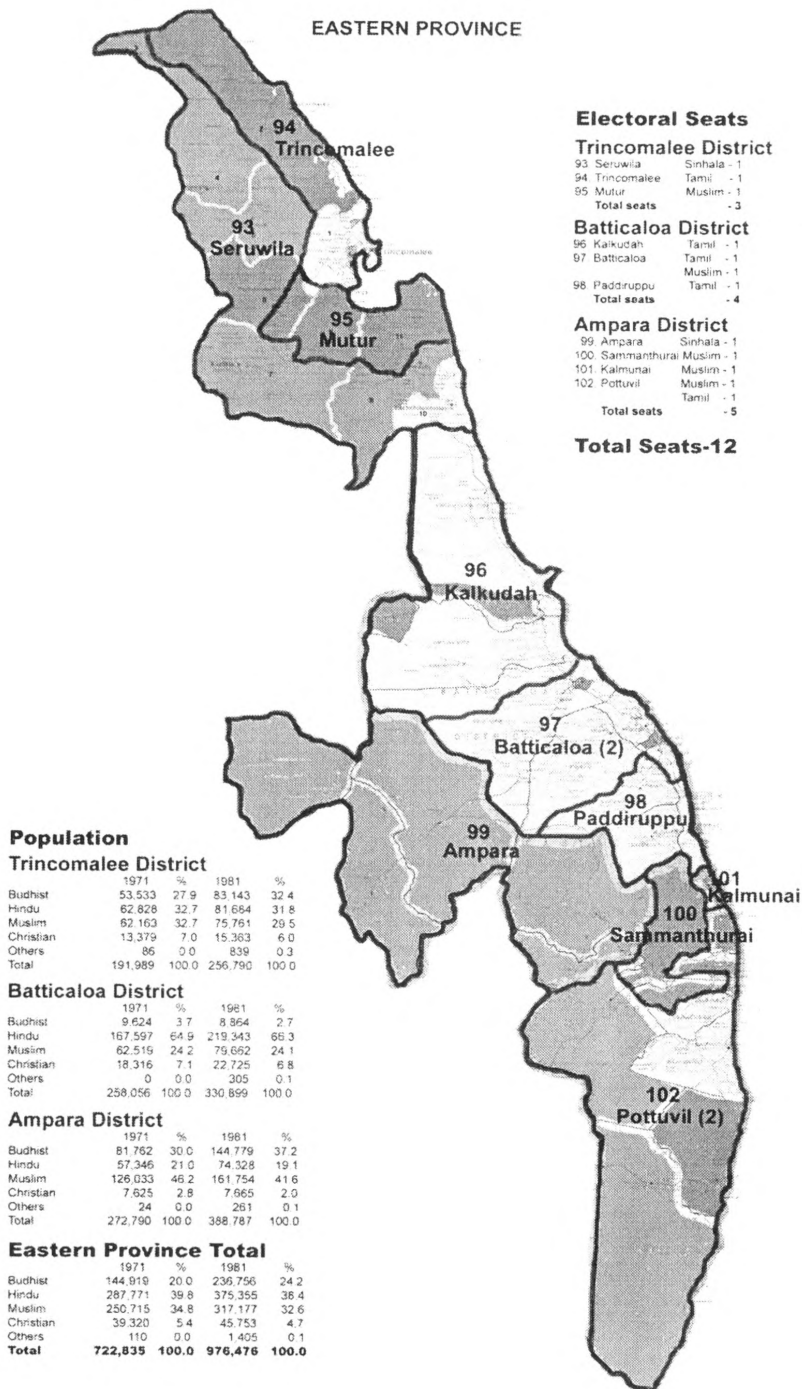 EASTERN PROVINCE
Electoral Seats
Trincomalee District
93 Seruwila Sinhala - 1
94. Trincomalee Tamil - 1
95 Mutur Muslim - 1
Total seats - 3
Batticaloa District
96 Kalkudah Tamil - 1
97 Batticaloa Tamil - 1
Muslim - 1
98 Paddiruppu Tamil - 1
Total seats - 4
Ampara District
99. Ampara Sinhala - 1
100. Sammanthurai Muslim - 1
101. Kalmunai Muslim - 1
102. Pottuvil Muslim - 1
Tamil - 1
Total seats - 5
Total Seats-12
94
Trincomalee
93
Seruwila
Trincomalee
95
Mutur
11
10
96
Kalkudah
97
Batticaloa (2)
98
Paddiruppu
99
Ampara
01
Kalmunai
100
Sammanthurai
102
Pottuvil (2)
Population
Trincomalee District
1971 % 1981 %
Budhist 53,533 27.9 83,143 32.4
Hindu 62,828 32.7 81,684 31.8
Muslim 62,163 32.7 75,761 29.5
Christian 13,379 7.0 15,363 6.0
Others 86 0.0 839 0.3
Total 191,989 100.0 256,790 100.0
Batticaloa District
1971 % 1981 %
Budhist 9,624 3.7 8,864 2.7
Hindu 167,597 64.9 219,343 66.3
Muslim 62,519 24.2 79,662 24.1
Christian 18,316 7.1 22,725 6.8
Others 0 0.0 305 0.1
Total 258,056 100.0 330,899 100.0
Ampara District
1971 % 1981 %
Budhist 81,762 30.0 144,779 37.2
Hindu 57,346 21.0 74,328 19.1
Muslim 126,033 46.2 161,754 41.6
Christian 7,625 2.8 7,665 2.0
Others 24 0.0 261 0.1
Total 272,790 100.0 388,787 100.0
Eastern Province Total
1971 % 1981 %
Budhist 144,919 20.0 236,756 24.2
Hindu 287,771 39.8 375,355 38.4
Muslim 250,715 34.8 317,177 32.6
Christian 39,320 5.4 45,753 4.7
Others 110 0.0 1,405 0.1
Total 722,835 100.0 976,476 100.0